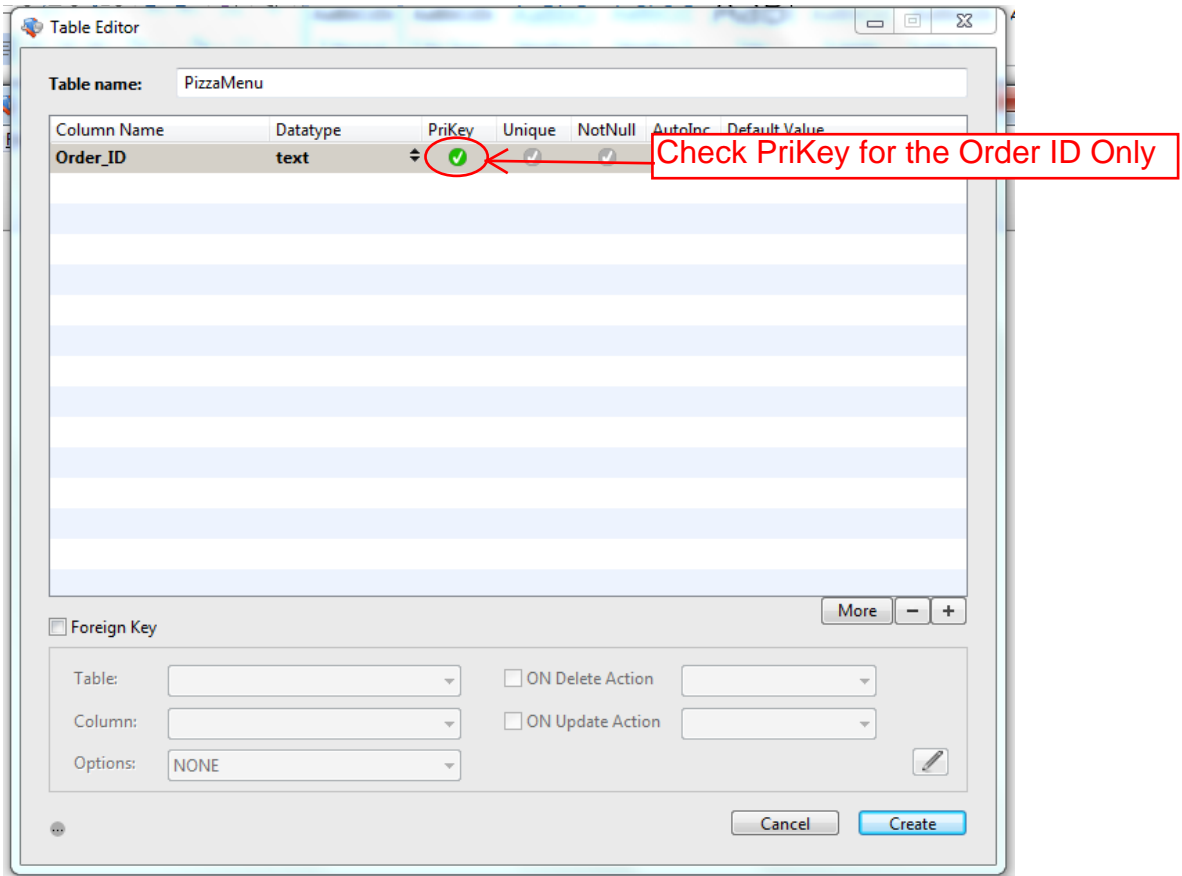 Table Editor
Table name: PizzaMenu
Column Name Datatype PriKey Unique NotNull AutoInc Default Value
Order_ID text
Check PriKey for the Order ID Only
More - +
Foreign Key
Table: ON Delete Action
Column: ON Update Action
Options: NONE
Cancel Create